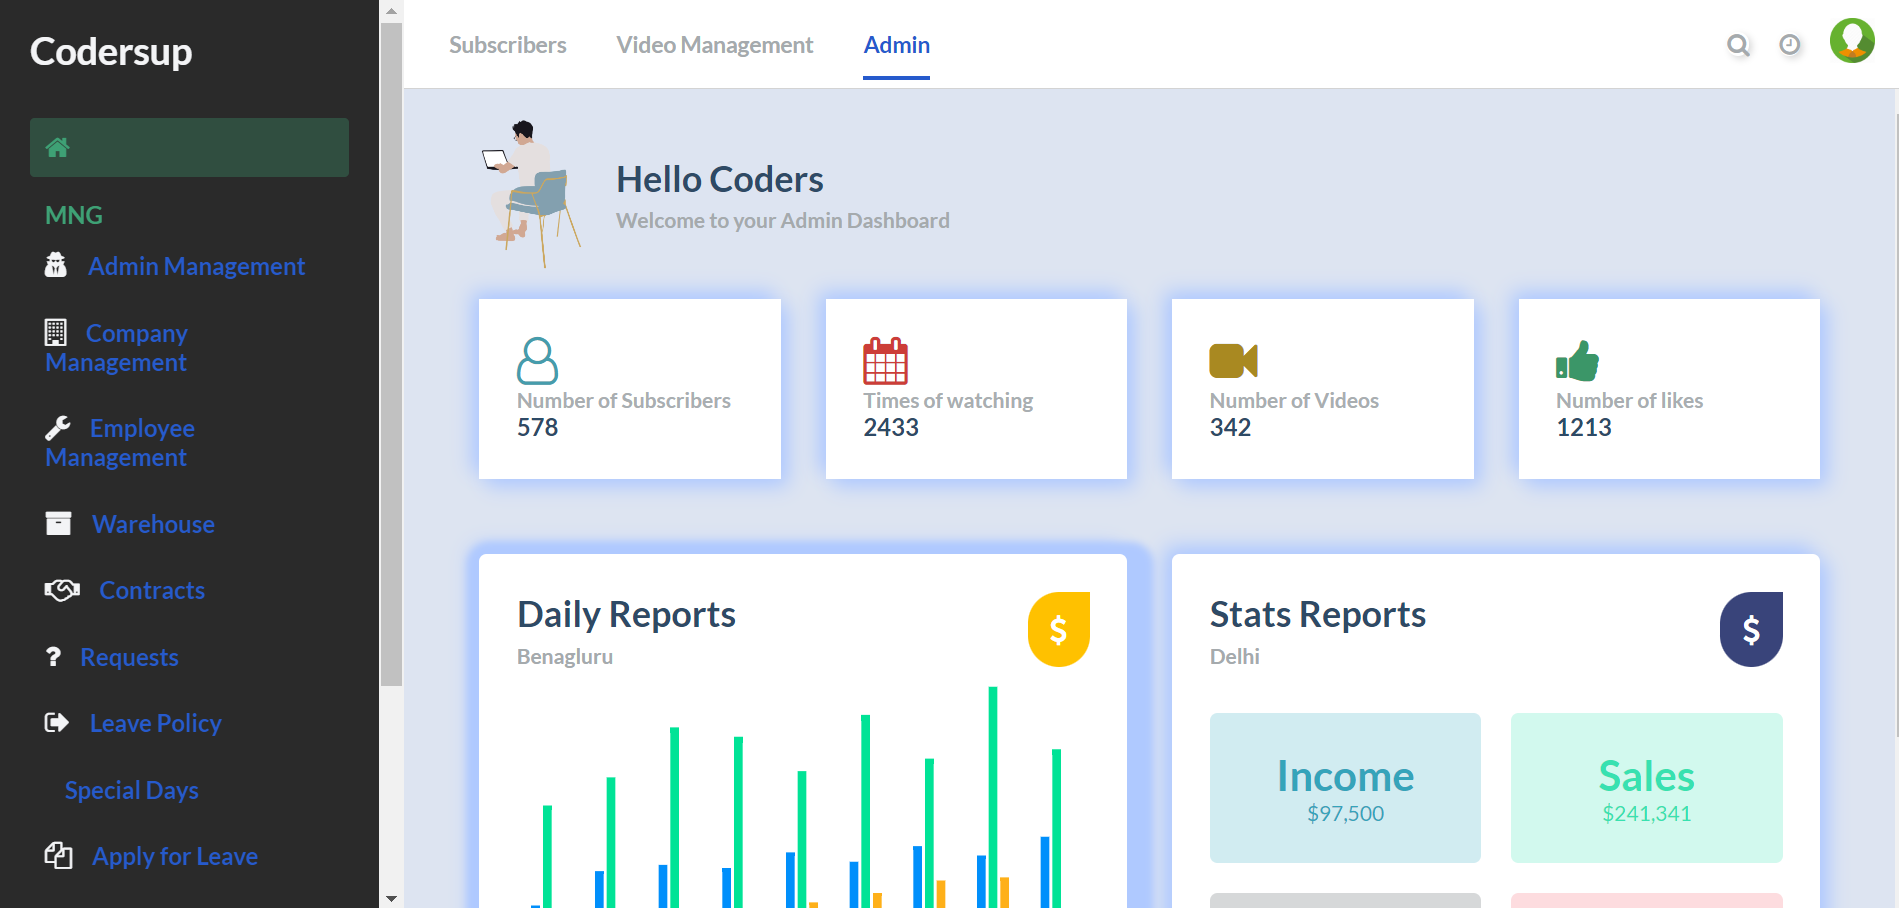 Codersup
MNG
Admin Management
Company
Management
Employee
Management
Warehouse
Contracts
? Requests
Leave Policy
Special Days
Apply for Leave
Subscribers Video Management Admin
Hello Coders
Welcome to your Admin Dashboard
Number of Subscribers
578
Times of watching
2433
Number of Videos
342
Number of likes
1213
Daily Reports
Benagluru
$
Stats Reports
Delhi
$
Income
$97,500
Sales
$241,341